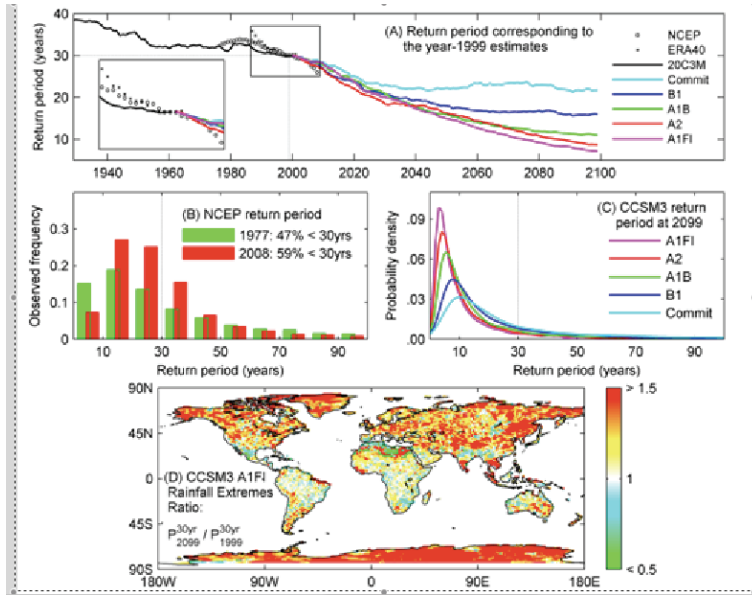 (A) Return period corresponding to
the year-1999 estimates
NCEP
ERA40
20C3M
Commit
B1
A1B
A2
A1FI
Return period (years)
40
30
20
10
1940
1960
1980
2000
2020
2040
2060
2080
2100
(B) NCEP return period
1977: 47% < 30yrs
2008: 59% < 30yrs
Observed frequency
0.3
0.2
0.1
0
10
30
50
70
90
Return period (years)
(C) CCSM3 return
period at 2099
A1FI
A2
A1B
B1
Commit
Probability density
.09
.06
.03
.00
10
30
50
70
90
Return period (years)
90N
45N
0
45S
90S
(D) CCSM3 A1FI
Rainfall Extremes
Ratio:
P30yr2099 / P30yr1999
180W
90W
0
90E
180E
> 1.5
1
< 0.5